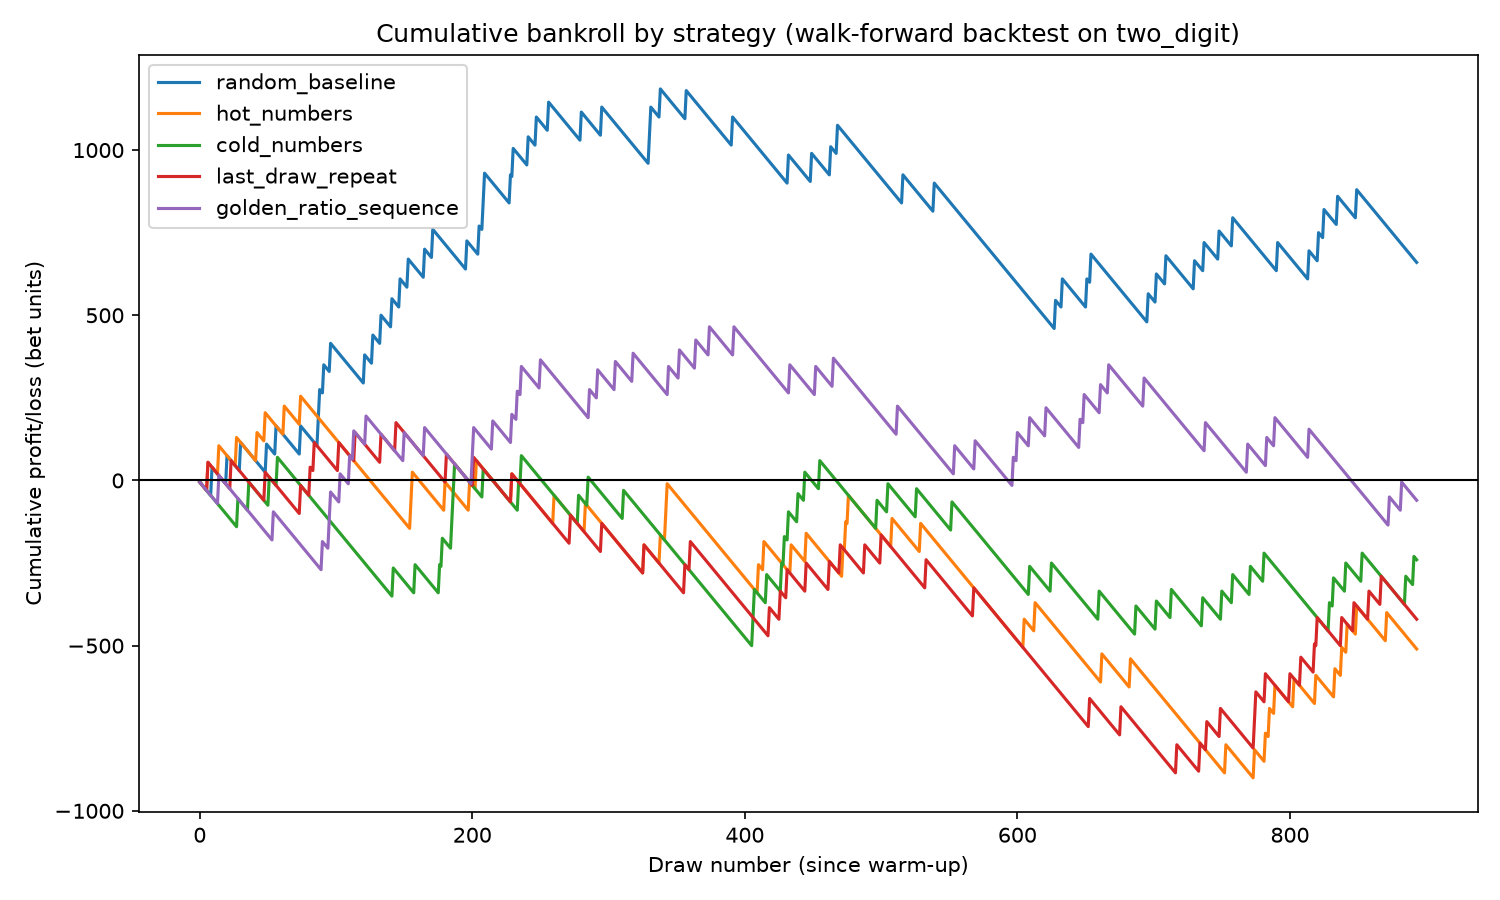 Cumulative bankroll by strategy (walk-forward backtest on two_digit)
random_baseline
hot_numbers
cold_numbers
last_draw_repeat
golden_ratio_sequence
Cumulative profit/loss (bet units)
1000
500
0
−500
−1000
0 200 400 600 800
Draw number (since warm-up)